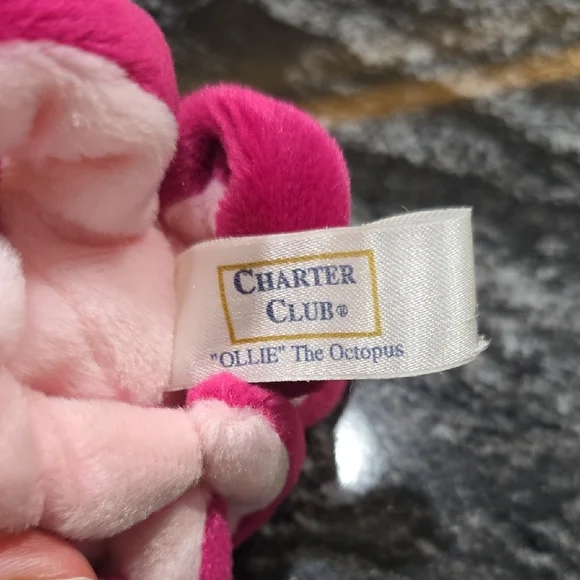 CHARTER
CLUB®
"OLLIE" The Octopus